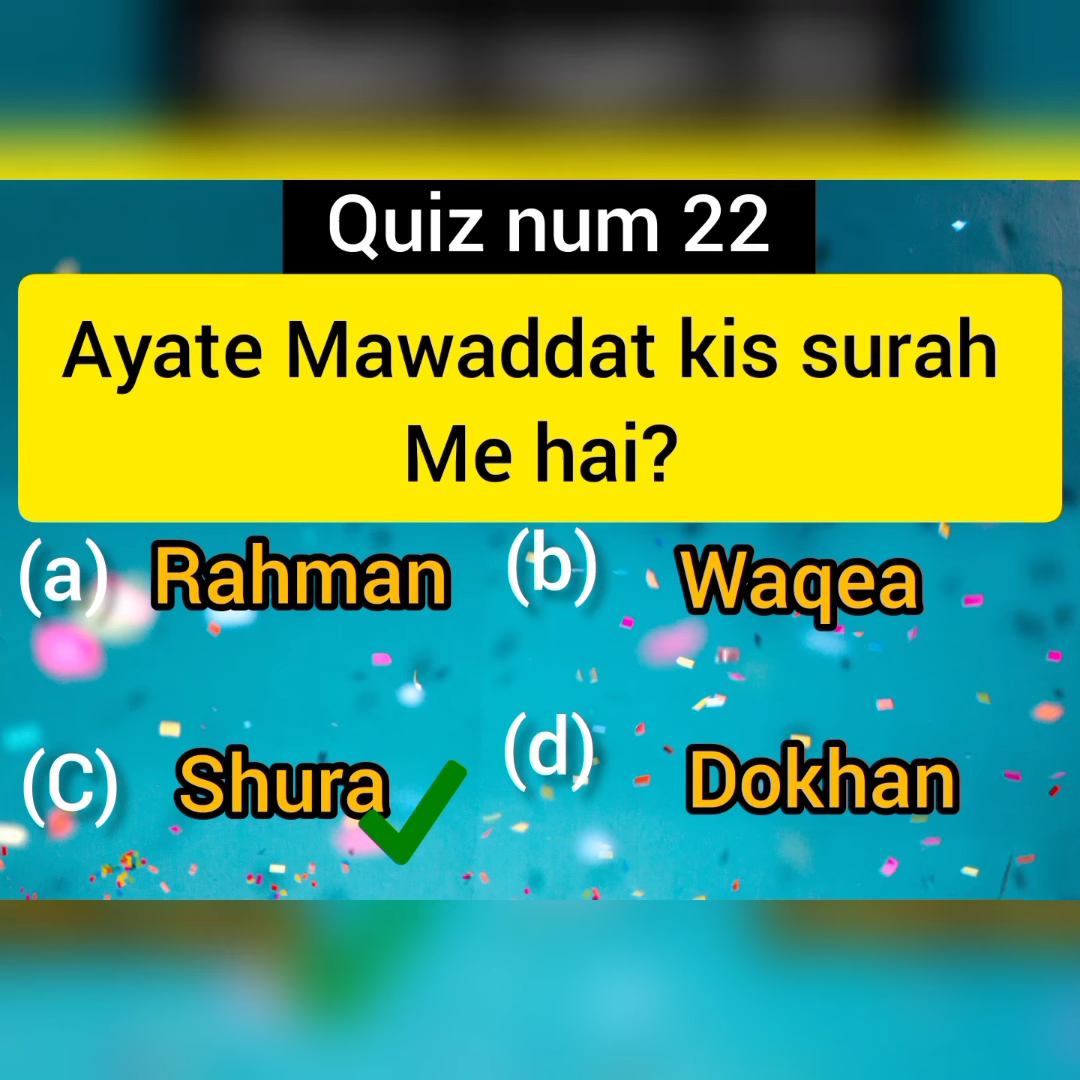 Quiz num 22
Ayate Mawaddat kis surah
Me hai?
(a) Rahman (b) Waqea
(C) Shura (d) Dokhan